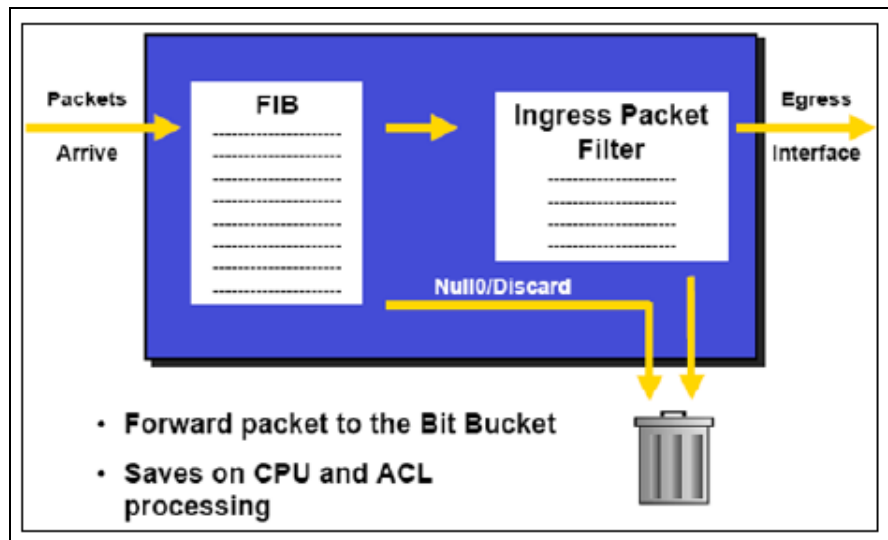 Packets
Arrive
FIB
Ingress Packet
Filter
Egress
Interface
Null0/Discard
• Forward packet to the Bit Bucket
• Saves on CPU and ACL
processing